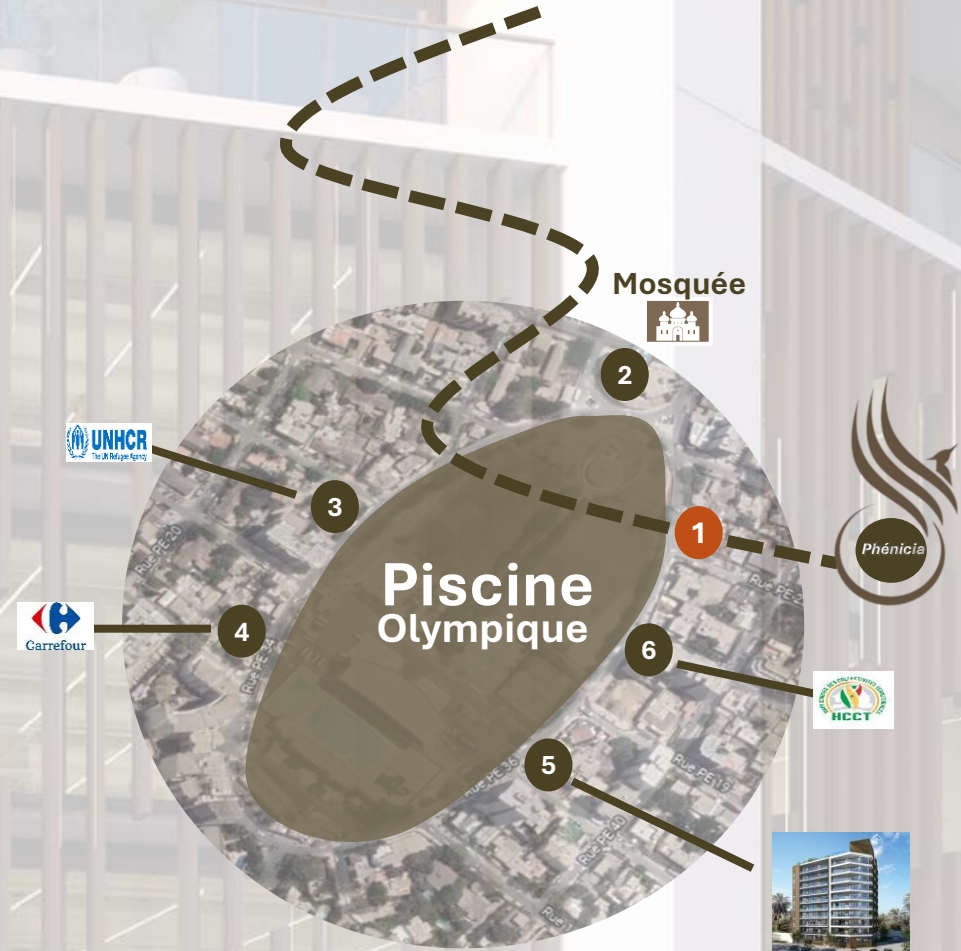 Mosquée
2
UNHCR
The UN Refugee Agency
3
1
Phénicia
Rue PE-20
Piscine
Olympique
4
Carrefour
Rue PE-34
6
HCCT
5
Rue PE-36
Rue PE-19
Rue PE-40